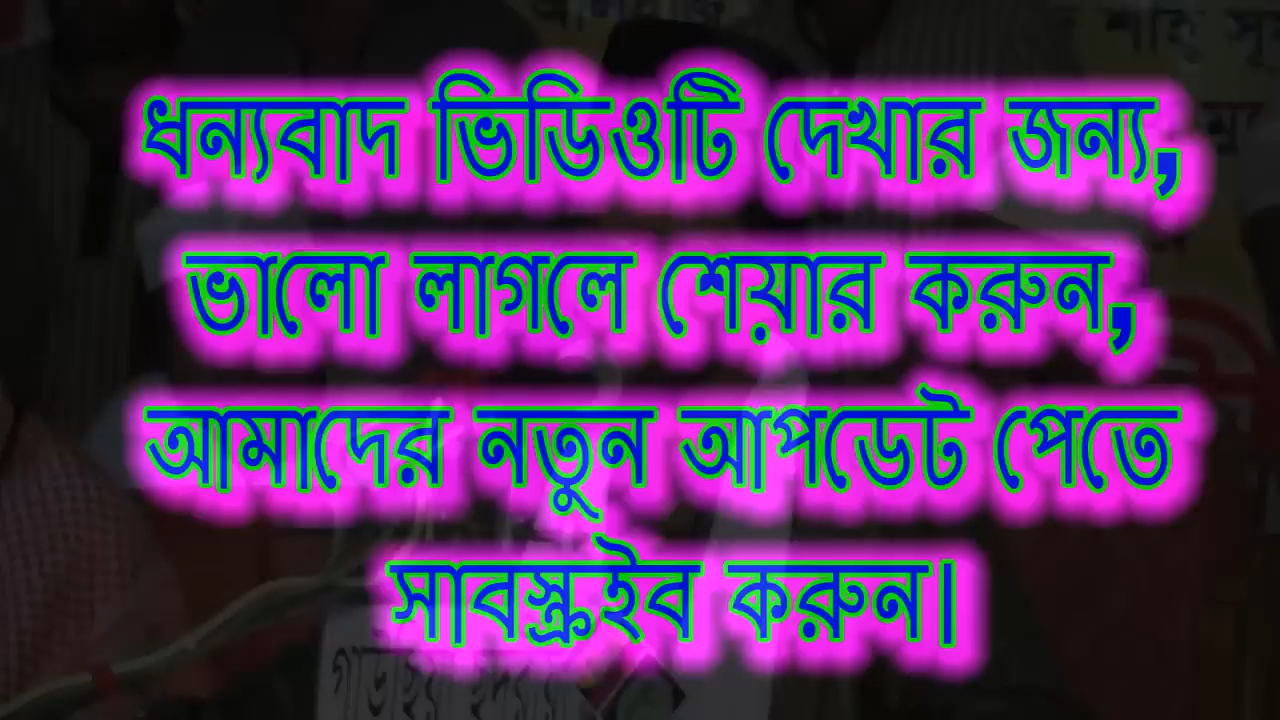 ধন্যবাদ ভিডিওটি দেখার জন্য,
ভালো লাগলে শেয়ার করুন,
আমাদের নতুন আপডেট পেতে
সাবস্ক্রইব করুন।